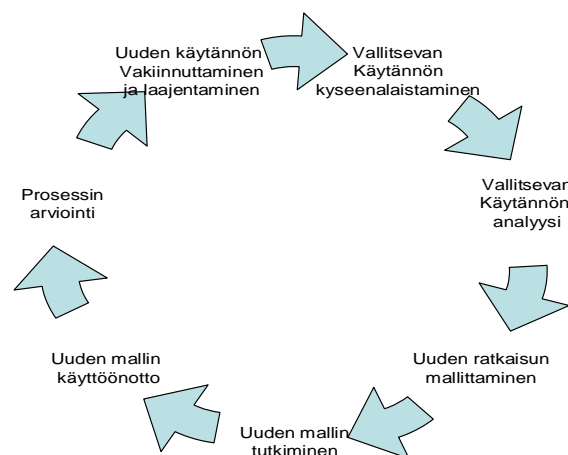 Uuden käytännön
Vakiinnuttaminen
ja laajentaminen
Vallitsevan
Käytännön
kyseenalaistaminen
Vallitsevan
Käytännön
analyysi
Uuden ratkaisun
mallittaminen
Uuden mallin
tutkiminen
Uuden mallin
käyttöönotto
Prosessin
arviointi